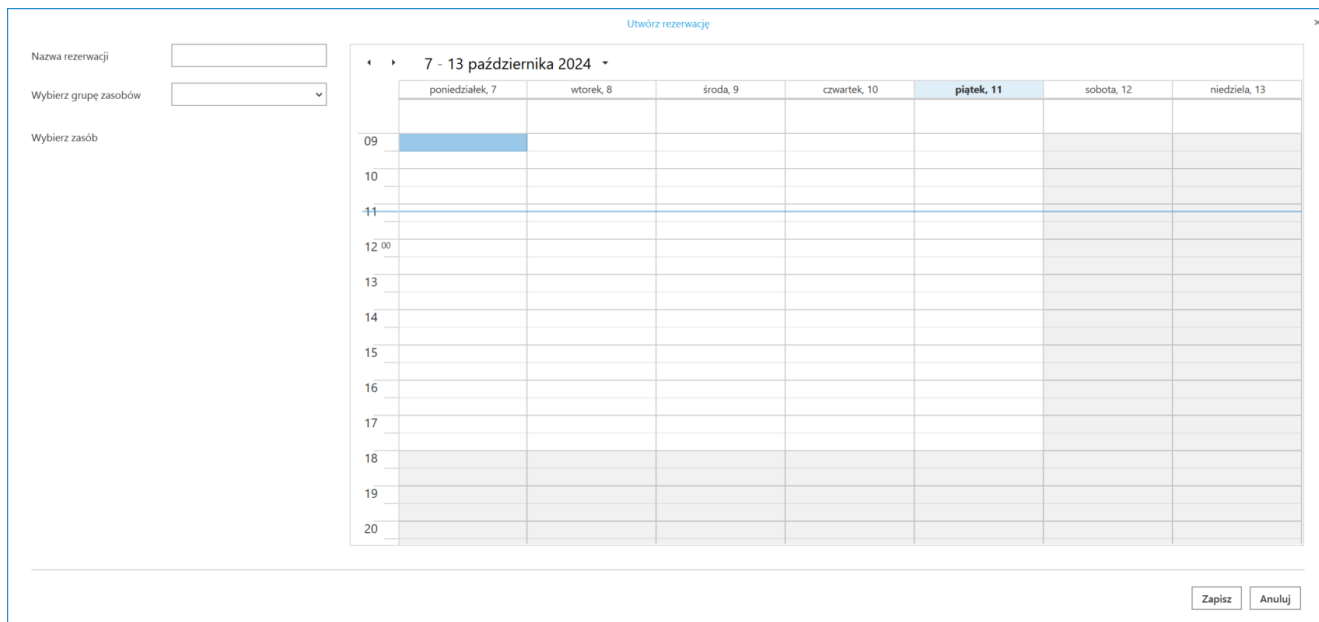 Utwórz rezerwację
×
Nazwa rezerwacji
Wybierz grupę zasobów
Wybierz zasób
7 - 13 października 2024
poniedziałek, 7 wtorek, 8 środa, 9 czwartek, 10 piątek, 11 sobota, 12 niedziela, 13
09
10
11
12 00
13
14
15
16
17
18
19
20
Zapisz Anuluj